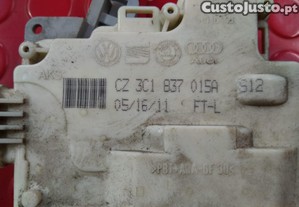 CustoJusto.pt
CZ 3C1 837 015A S12
05/16/11 FT-L